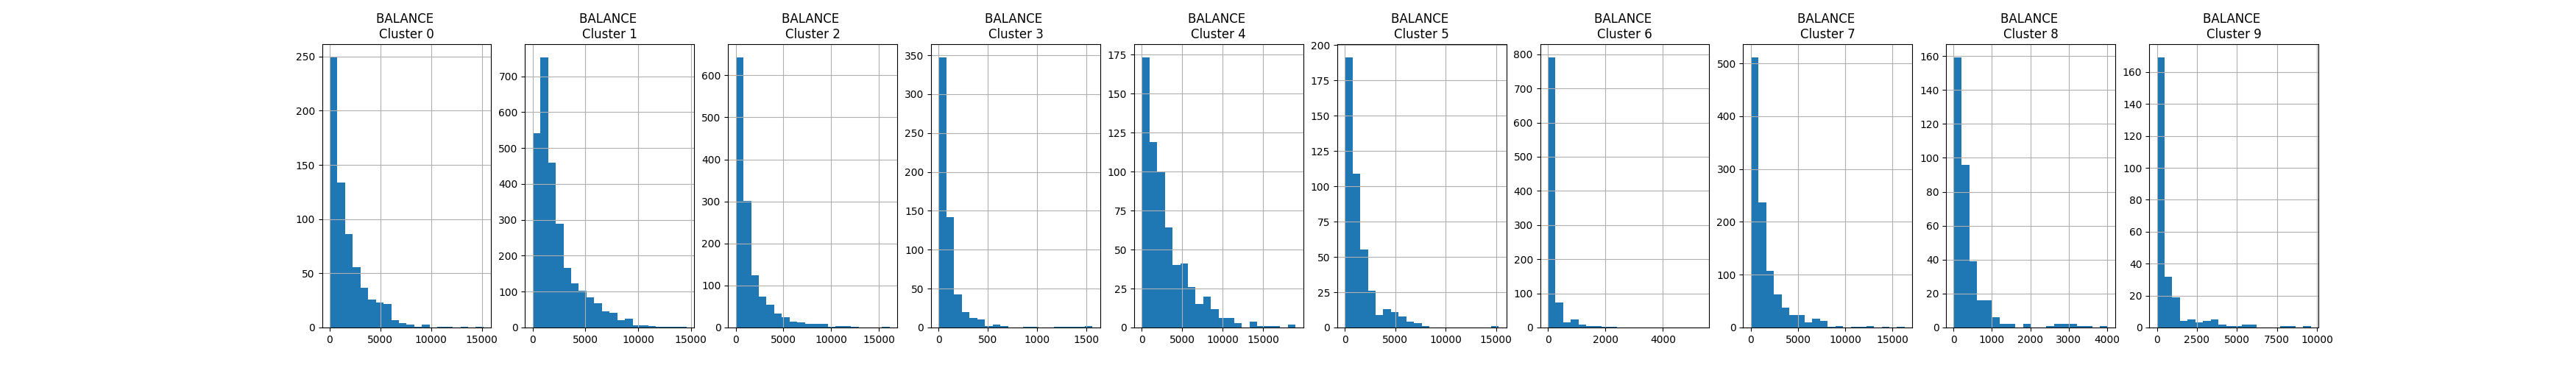 BALANCE
Cluster 0
250
200
150
100
50
0
0 5000 10000 15000
BALANCE
Cluster 1
700
600
500
400
300
200
100
0
0 5000 10000 15000
BALANCE
Cluster 2
600
500
400
300
200
100
0
0 5000 10000 15000
BALANCE
Cluster 3
350
300
250
200
150
100
50
0
0 500 1000 1500
BALANCE
Cluster 4
175
150
125
100
75
50
25
0
0 5000 10000 15000
BALANCE
Cluster 5
200
175
150
125
100
75
50
25
0
0 5000 10000 15000
BALANCE
Cluster 6
800
700
600
500
400
300
200
100
0
0 2000 4000
BALANCE
Cluster 7
500
400
300
200
100
0
0 5000 10000 15000
BALANCE
Cluster 8
160
140
120
100
80
60
40
20
0
0 1000 2000 3000 4000
BALANCE
Cluster 9
160
140
120
100
80
60
40
20
0
0 2500 5000 7500 10000